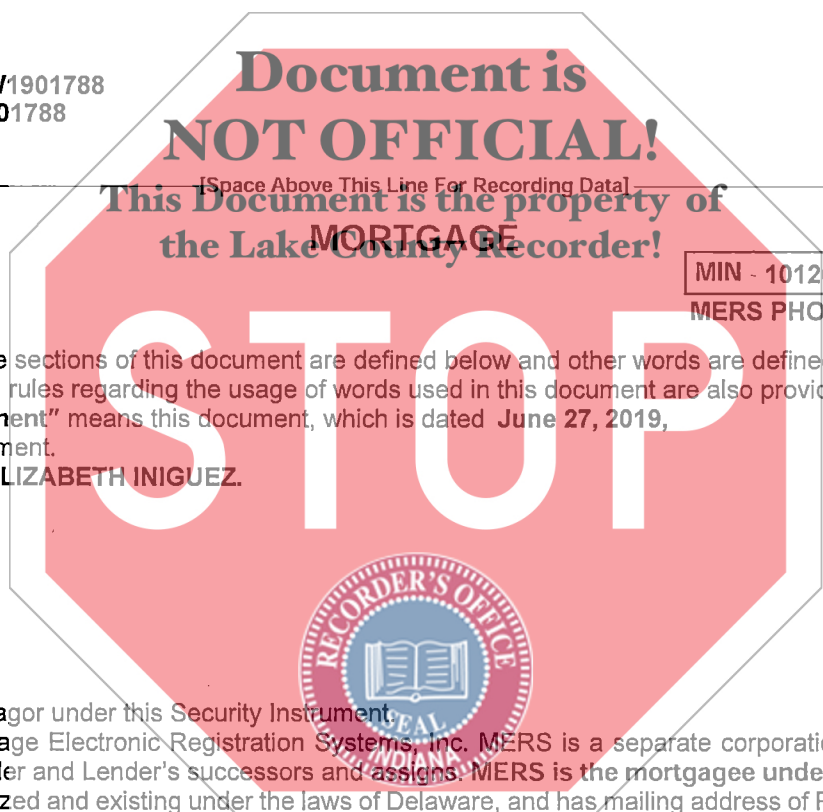 Document is
/1901788
01788
NOT OFFICIAL!
[Space Above This Line For Recording Data]
This Document is the property of
MORTGAGE
the Lake County Recorder!
MIN - 1012
MERS PHO
STOP
e sections of this document are defined below and other words are define
rules regarding the usage of words used in this document are also provid
nent" means this document, which is dated June 27, 2019,
ment.
LIZABETH INIGUEZ.
RECORDER'S OFFICE
SEAL
INDIANA
agor under this Security Instrument.
age Electronic Registration Systems, Inc. MERS is a separate corporati
er and Lender's successors and assigns. MERS is the mortgagee unde
zed and existing under the laws of Delaware, and has mailing address of P